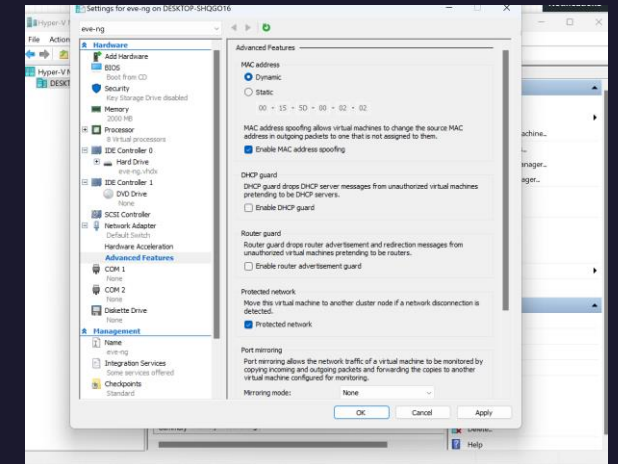 Settings for eve-ng on DESKTOP-SHQGO16
Hyper-V
File Action
Hyper-V M
DESKT
eve-ng
Hardware
Add Hardware
BIOS
Boot from CD
Security
Key Storage Drive disabled
Memory
2000 MB
Processor
8 Virtual processors
IDE Controller 0
Hard Drive
eve-ng.vhdx
IDE Controller 1
DVD Drive
None
SCSI Controller
Network Adapter
Default Switch
Hardware Acceleration
Advanced Features
COM 1
None
COM 2
None
Diskette Drive
None
Management
Name
eve-ng
Integration Services
Some services offered
Checkpoints
Standard
Advanced Features
MAC address
Dynamic
Static
00 - 15 - 5D - 00 - 02 - 02
MAC address spoofing allows virtual machines to change the source MAC
address in outgoing packets to one that is not assigned to them.
Enable MAC address spoofing
DHCP guard
DHCP guard drops DHCP server messages from unauthorized virtual machines
pretending to be DHCP servers.
Enable DHCP guard
Router guard
Router guard drops router advertisement and redirection messages from
unauthorized virtual machines pretending to be routers.
Enable router advertisement guard
Protected network
Move this virtual machine to another cluster node if a network disconnection is
detected.
Protected network
Port mirroring
Port mirroring allows the network traffic of a virtual machine to be monitored by
copying incoming and outgoing packets and forwarding the copies to another
virtual machine configured for monitoring.
Mirroring mode: None
OK Cancel Apply
achine...
anager...
ager...
Help